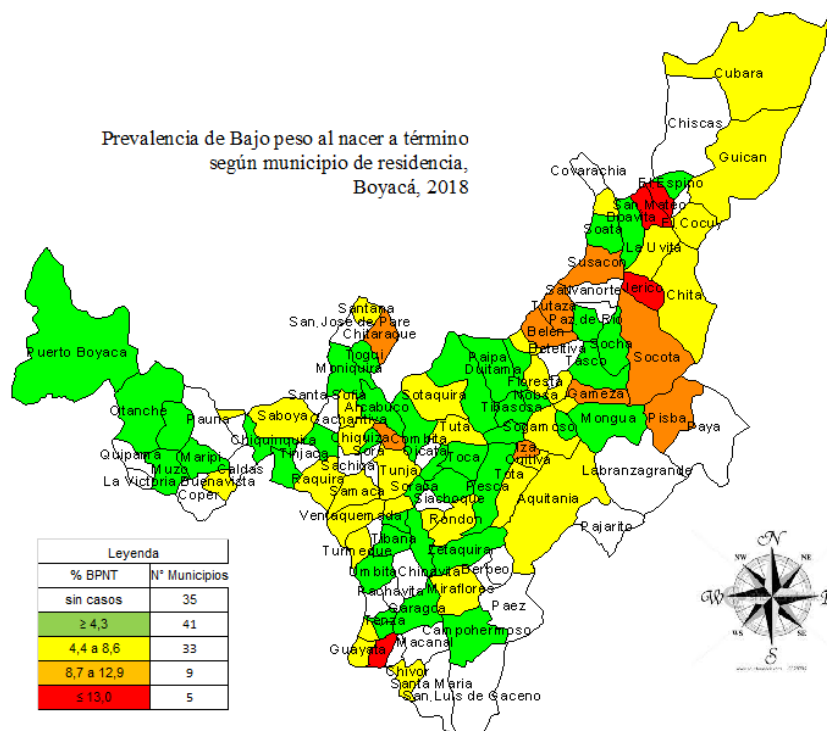 Prevalencia de Bajo peso al nacer a término
según municipio de residencia,
Boyacá, 2018
Cubara
Chiscas
Guican
Covarachia
El Espino
San Mateo
Boavita
El Cocuy
Soata
La Uvita
Susacon
Sativanorte
Jerico
Chita
Tutaza
Paz de Rio
Belén
Socha
Socota
Tasco
Santana
San Jose de Pare
Chitaraque
Togui
Moniquira
Puerto Boyaca
Paipa
Duitama
Floresta
Nobsa
Gameza
Pisba
Paya
Otanche
Pauna
Saboya
Santa Sofia
Arcabuco
Gachantiva
Sotaquira
Tibasosa
Sogamoso
Mongua
Chiquinquira
Chiquiza
Combita
Tuta
Iza
Cuitiva
Quipama
Maripi
Muzo
Tinjaca
Sora
Oicata
Toca
Labranzagrande
La Victoria
Buenavista
Caldas
Coper
Raquira
Sachica
Tunja
Samaca
Soraca
Siachoque
Pesca
Tota
Aquitania
Ventaquemada
Rondon
Pajarito
Turmeque
Tibana
Zetaquira
Umbita
Chinavita
Berbeo
Pachavita
Miraflores
Paez
Garagoa
Tenza
Campohermoso
Macanal
Guayata
Chivor
Santa Maria
San Luis de Gaceno
Leyenda
% BPNT N° Municipios
sin casos 35
≥ 4,3 41
4,4 a 8,6 33
8,7 a 12,9 9
≤ 13,0 5
N
NW NE
W E
WS SE
S